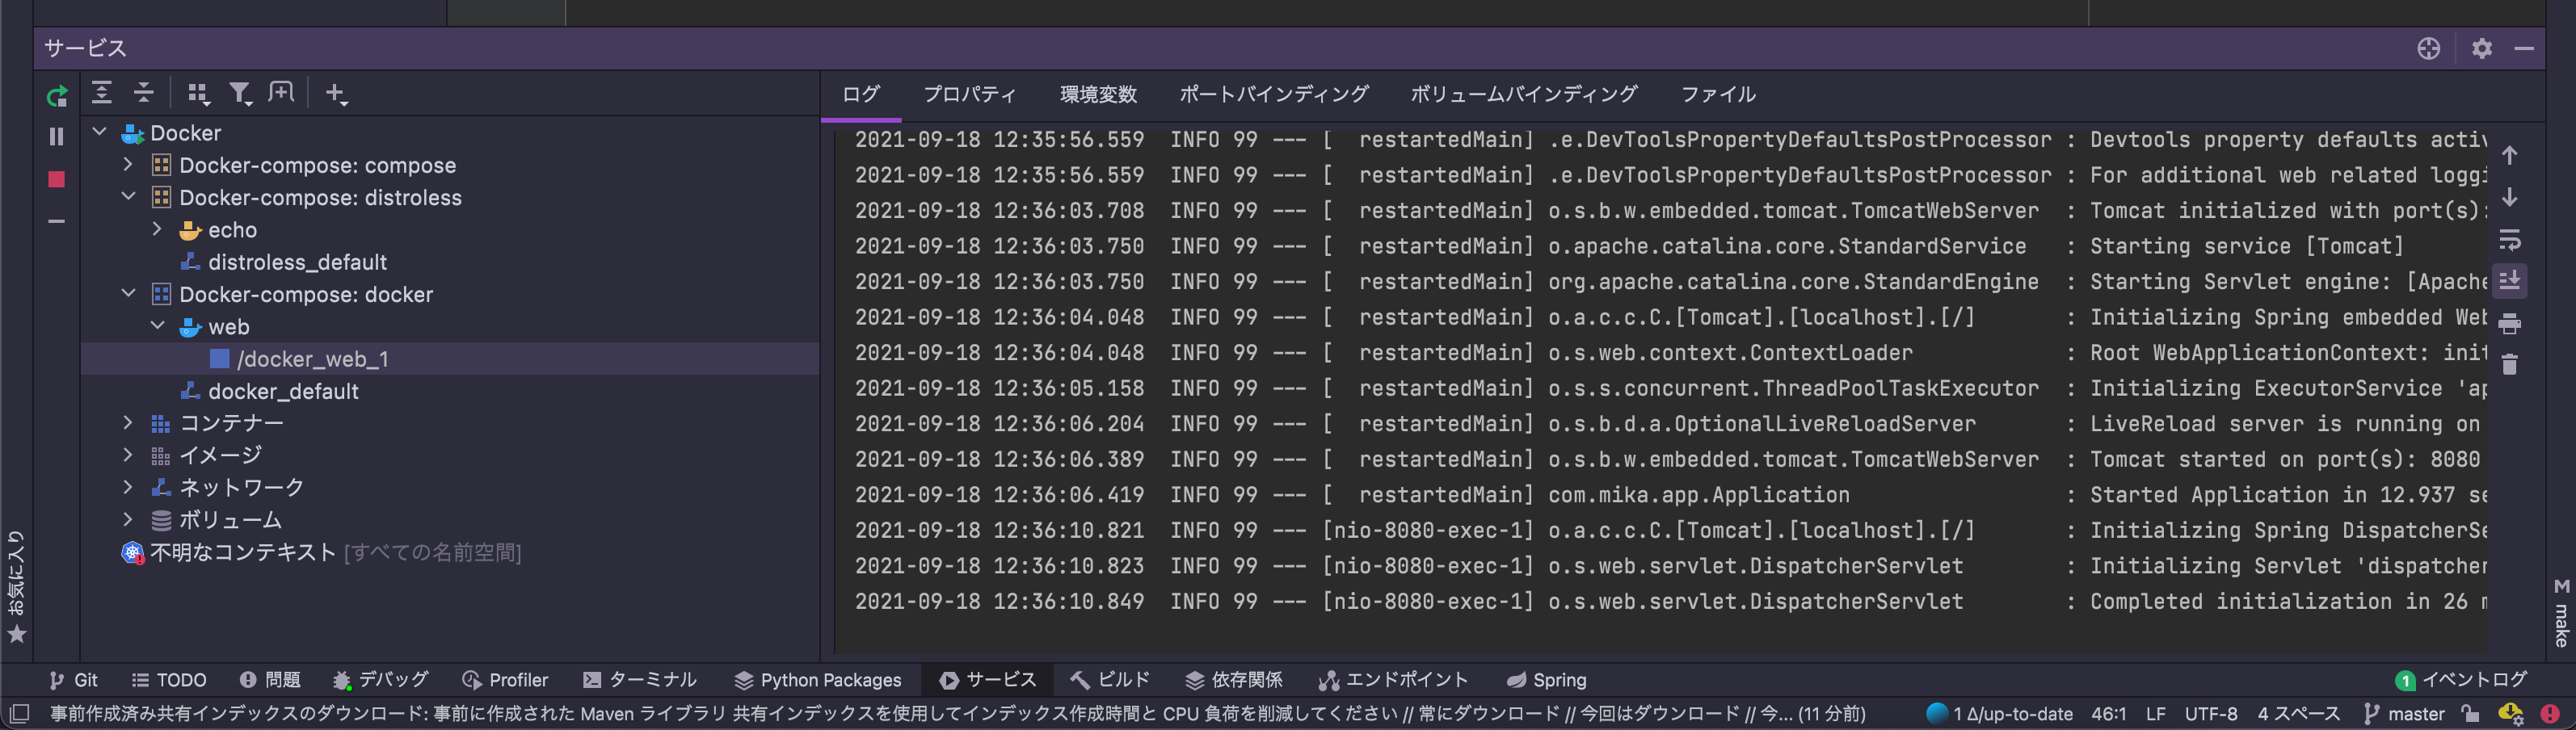 サービス
Docker
Docker-compose: compose
Docker-compose: distroless
echo
distroless_default
Docker-compose: docker
web
/docker_web_1
docker_default
コンテナー
イメージ
ネットワーク
ボリューム
不明なコンテキスト [すべての名前空間]
ログ プロパティ 環境変数 ポートバインディング ボリュームバインディング ファイル
2021-09-18 12:35:56.559  INFO 99 --- [  restartedMain] .e.DevToolsPropertyDefaultsPostProcessor : Devtools property defaults activ
2021-09-18 12:35:56.559  INFO 99 --- [  restartedMain] .e.DevToolsPropertyDefaultsPostProcessor : For additional web related loggi
2021-09-18 12:36:03.708  INFO 99 --- [  restartedMain] o.s.b.w.embedded.tomcat.TomcatWebServer  : Tomcat initialized with port(s):
2021-09-18 12:36:03.750  INFO 99 --- [  restartedMain] o.apache.catalina.core.StandardService   : Starting service [Tomcat]
2021-09-18 12:36:03.750  INFO 99 --- [  restartedMain] org.apache.catalina.core.StandardEngine  : Starting Servlet engine: [Apache
2021-09-18 12:36:04.048  INFO 99 --- [  restartedMain] o.a.c.c.C.[Tomcat].[localhost].[/]       : Initializing Spring embedded Web
2021-09-18 12:36:04.048  INFO 99 --- [  restartedMain] o.s.web.context.ContextLoader            : Root WebApplicationContext: init
2021-09-18 12:36:05.158  INFO 99 --- [  restartedMain] o.s.s.concurrent.ThreadPoolTaskExecutor  : Initializing ExecutorService 'ap
2021-09-18 12:36:06.204  INFO 99 --- [  restartedMain] o.s.b.d.a.OptionalLiveReloadServer       : LiveReload server is running on
2021-09-18 12:36:06.389  INFO 99 --- [  restartedMain] o.s.b.w.embedded.tomcat.TomcatWebServer  : Tomcat started on port(s): 8080
2021-09-18 12:36:06.419  INFO 99 --- [  restartedMain] com.mika.app.Application                 : Started Application in 12.937 se
2021-09-18 12:36:10.821  INFO 99 --- [nio-8080-exec-1] o.a.c.c.C.[Tomcat].[localhost].[/]       : Initializing Spring DispatcherSe
2021-09-18 12:36:10.823  INFO 99 --- [nio-8080-exec-1] o.s.web.servlet.DispatcherServlet        : Initializing Servlet 'dispatcher
2021-09-18 12:36:10.849  INFO 99 --- [nio-8080-exec-1] o.s.web.servlet.DispatcherServlet        : Completed initialization in 26 m
お気に入り
M make
Git TODO 問題 デバッグ Profiler ターミナル Python Packages サービス ビルド 依存関係 エンドポイント Spring 1 イベントログ
事前作成済み共有インデックスのダウンロード: 事前に作成された Maven ライブラリ 共有インデックスを使用してインデックス作成時間と CPU 負荷を削減してください // 常にダウンロード // 今回はダウンロード // 今... (11 分前) 1 Δ/up-to-date 46:1 LF UTF-8 4 スペース master